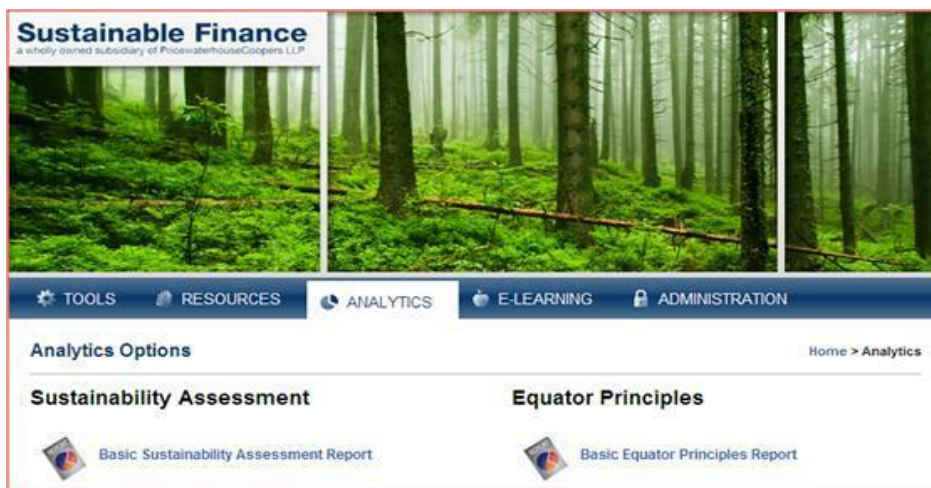 Sustainable Finance
a wholly owned subsidiary of PricewaterhouseCoopers LLP
TOOLS RESOURCES ANALYTICS E-LEARNING ADMINISTRATION
Analytics Options Home > Analytics
Sustainability Assessment Equator Principles
Basic Sustainability Assessment Report Basic Equator Principles Report